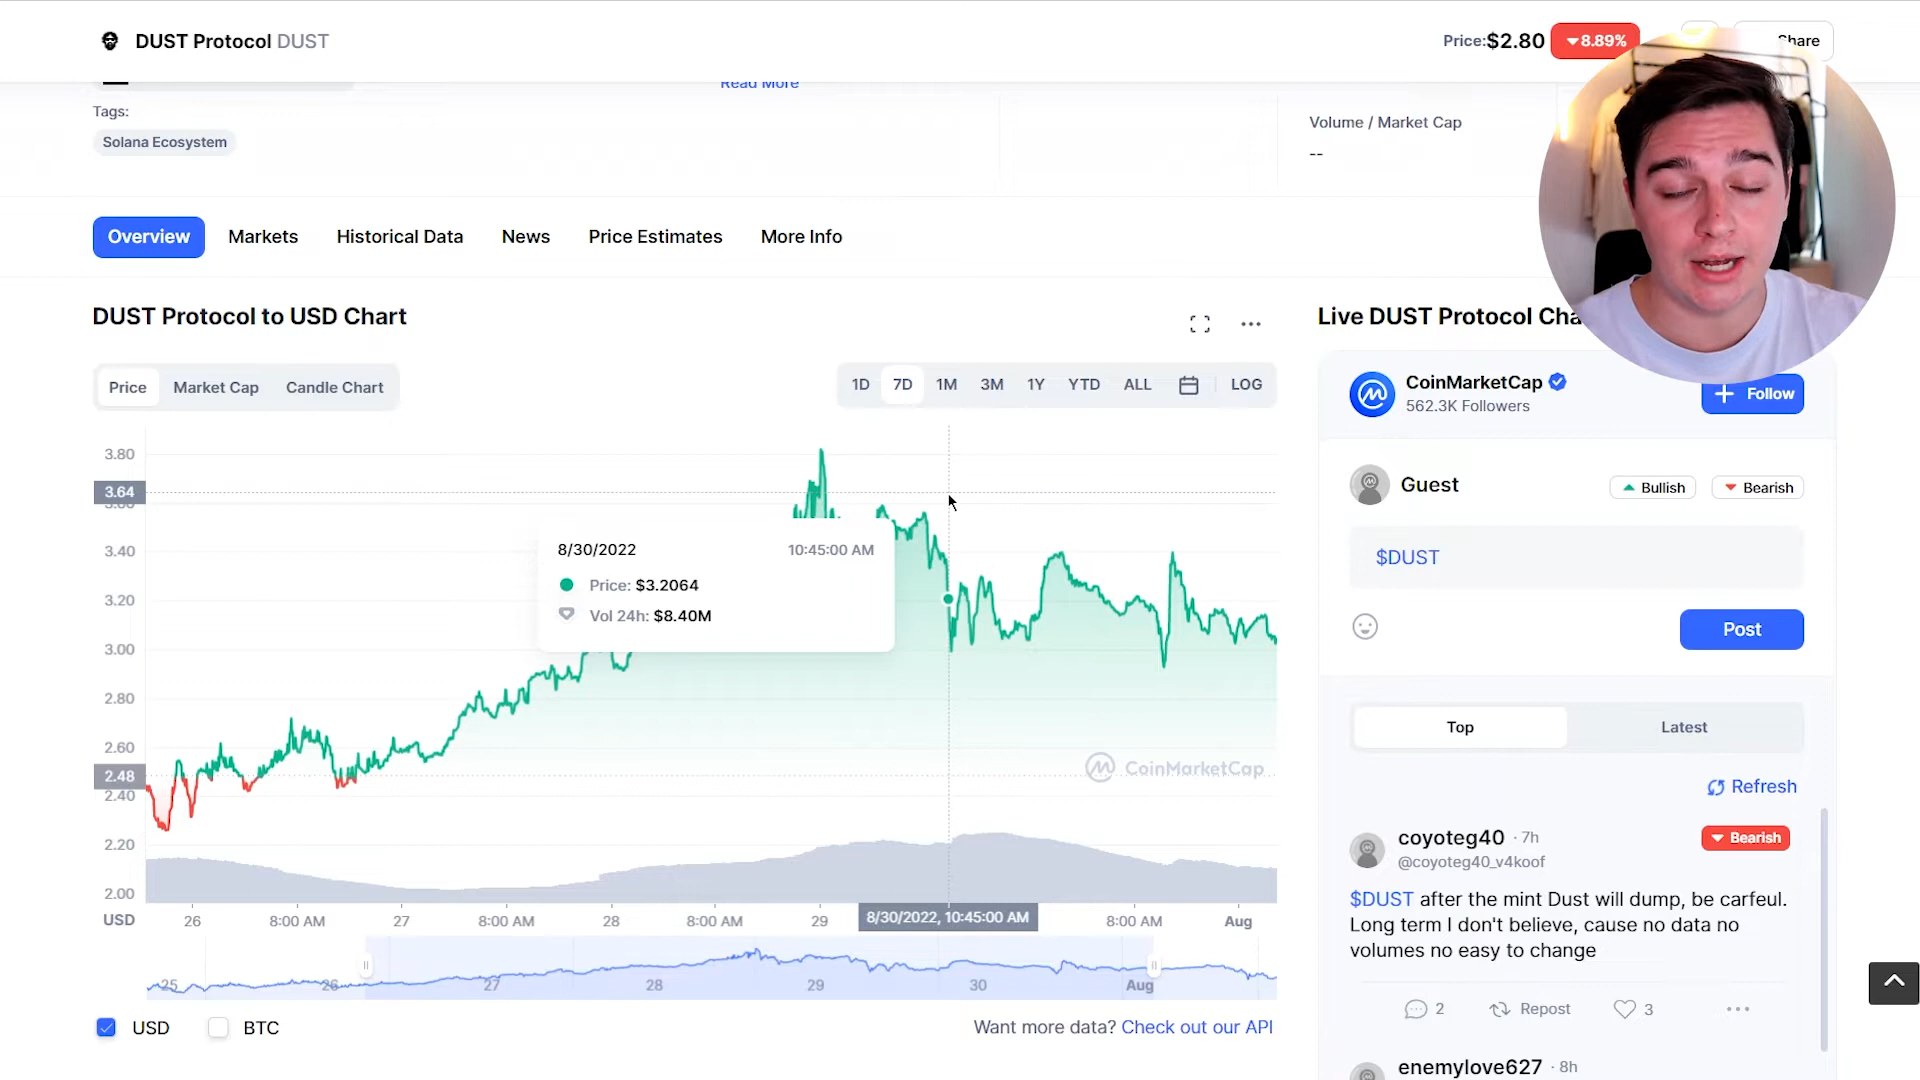 DUST Protocol DUST
Price:$2.80 8.89%
Share
Read More
Tags:
Solana Ecosystem
Volume / Market Cap
--
Overview Markets Historical Data News Price Estimates More Info
DUST Protocol to USD Chart
Price Market Cap Candle Chart
1D 7D 1M 3M 1Y YTD ALL LOG
3.80
3.64
3.60
3.40
3.20
3.00
2.80
2.60
2.48
2.40
2.20
2.00
8/30/2022 10:45:00 AM
Price: $3.2064
Vol 24h: $8.40M
CoinMarketCap
USD 26 8:00 AM 27 8:00 AM 28 8:00 AM 29 8/30/2022, 10:45:00 AM 8:00 AM Aug
25 26 27 28 29 30 Aug
USD BTC
Want more data? Check out our API
Live DUST Protocol Cha
CoinMarketCap
562.3K Followers
Follow
Guest
Bullish Bearish
$DUST
Post
Top Latest
Refresh
coyoteg40 · 7h
Bearish
@coyoteg40_v4koof
$DUST after the mint Dust will dump, be carfeul.
Long term I don't believe, cause no data no
volumes no easy to change
2 Repost 3
enemylove627 · 8h